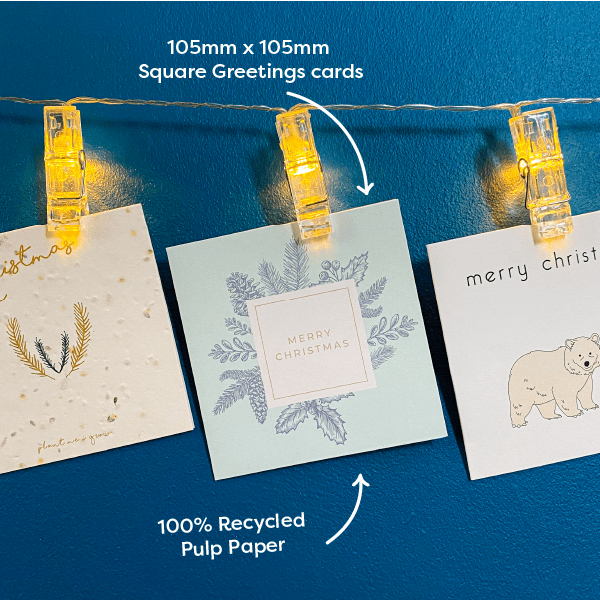 105mm x 105mm
Square Greetings cards
MERRY
CHRISTMAS
merry christ
100% Recycled
Pulp Paper